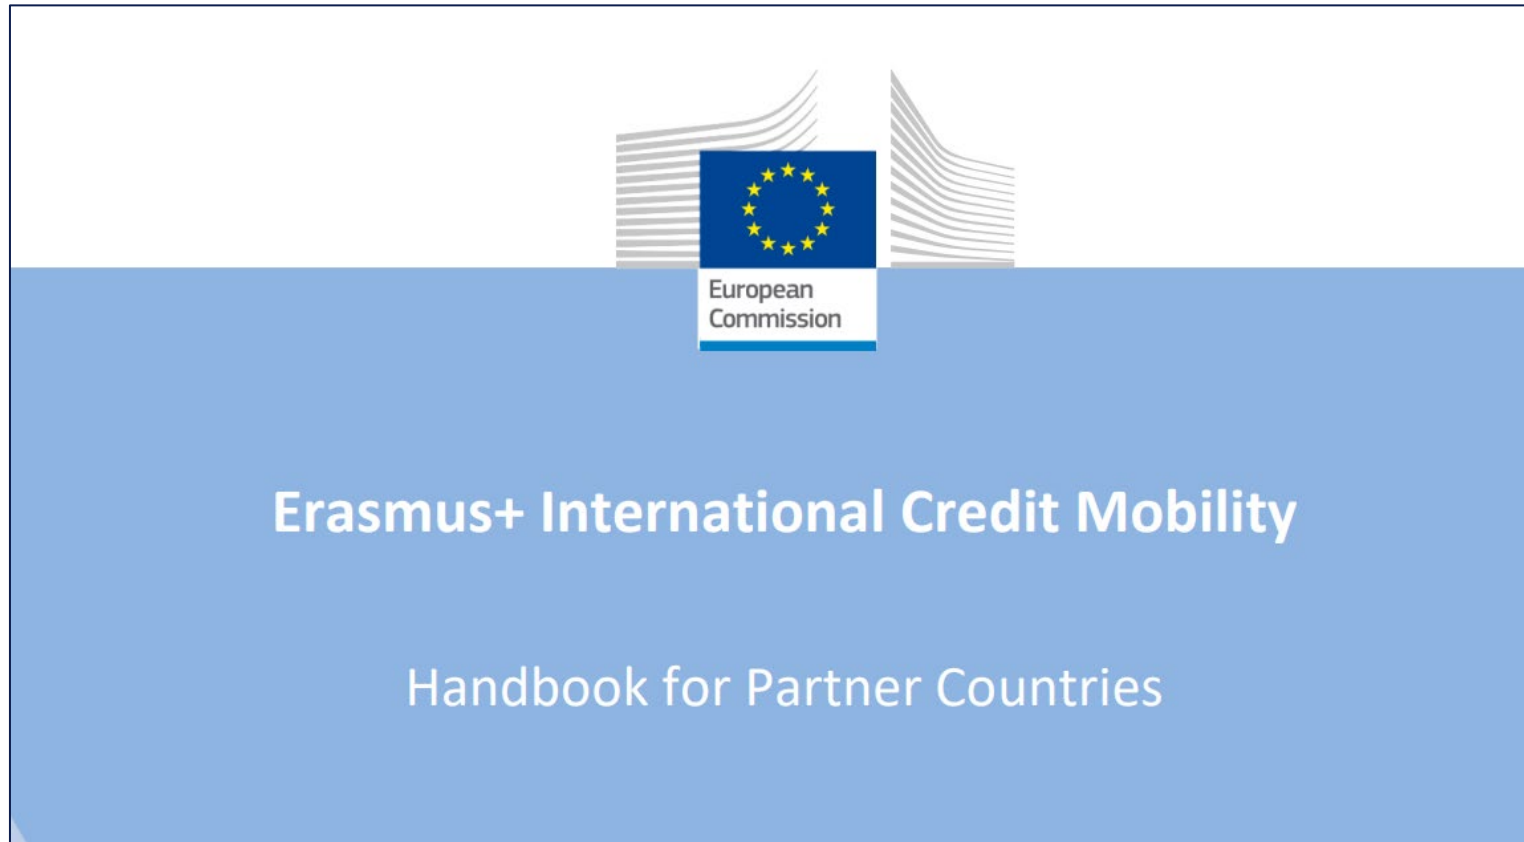 European
Commission
Erasmus+ International Credit Mobility
Handbook for Partner Countries